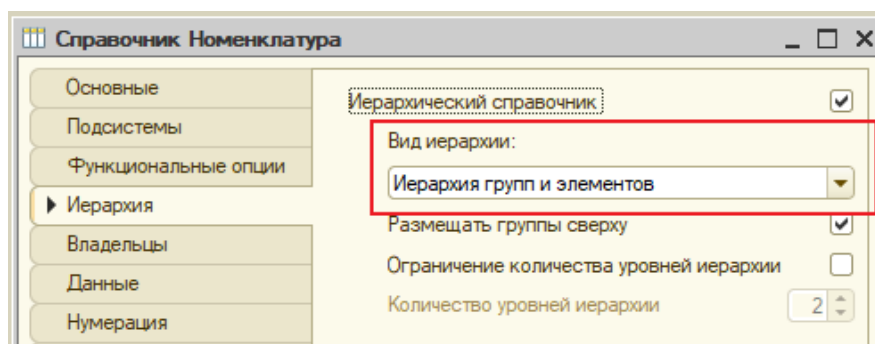 Справочник Номенклатура
Основные
Подсистемы
Функциональные опции
Иерархия
Владельцы
Данные
Нумерация
Иерархический справочник
Вид иерархии:
Иерархия групп и элементов
Размещать группы сверху
Ограничение количества уровней иерархии
Количество уровней иерархии 2